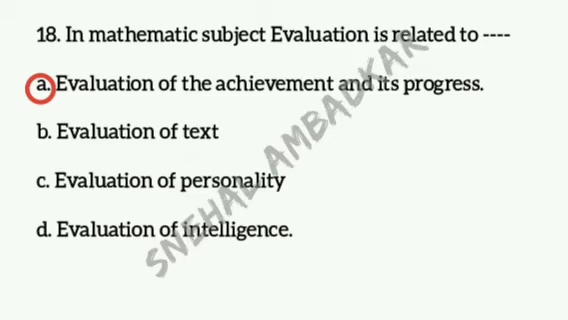 18. In mathematic subject Evaluation is related to ----
a. Evaluation of the achievement and its progress.
b. Evaluation of text
c. Evaluation of personality
d. Evaluation of intelligence.
SNEHAL AMBADKAR